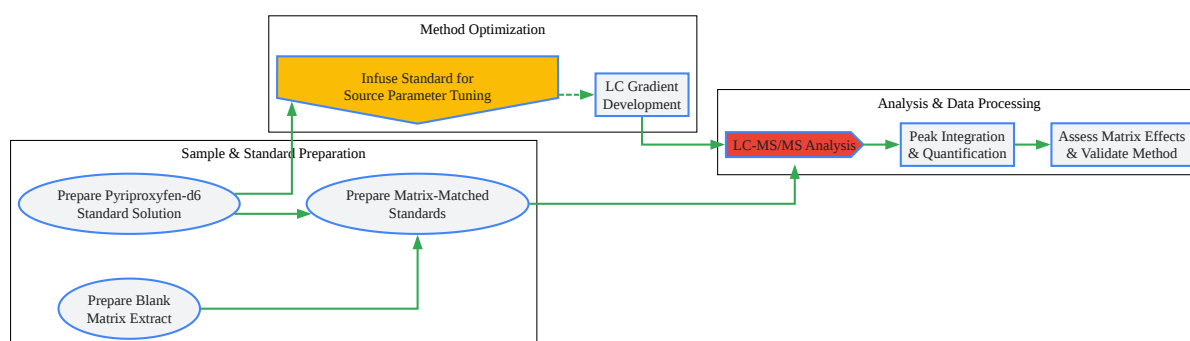 Method Optimization
Infuse Standard for
Source Parameter Tuning
LC Gradient
Development
Analysis & Data Processing
LC-MS/MS Analysis
Peak Integration
& Quantification
Assess Matrix Effects
& Validate Method
Sample & Standard Preparation
Prepare Pyriproxyfen-d6
Standard Solution
Prepare Matrix-Matched
Standards
Prepare Blank
Matrix Extract